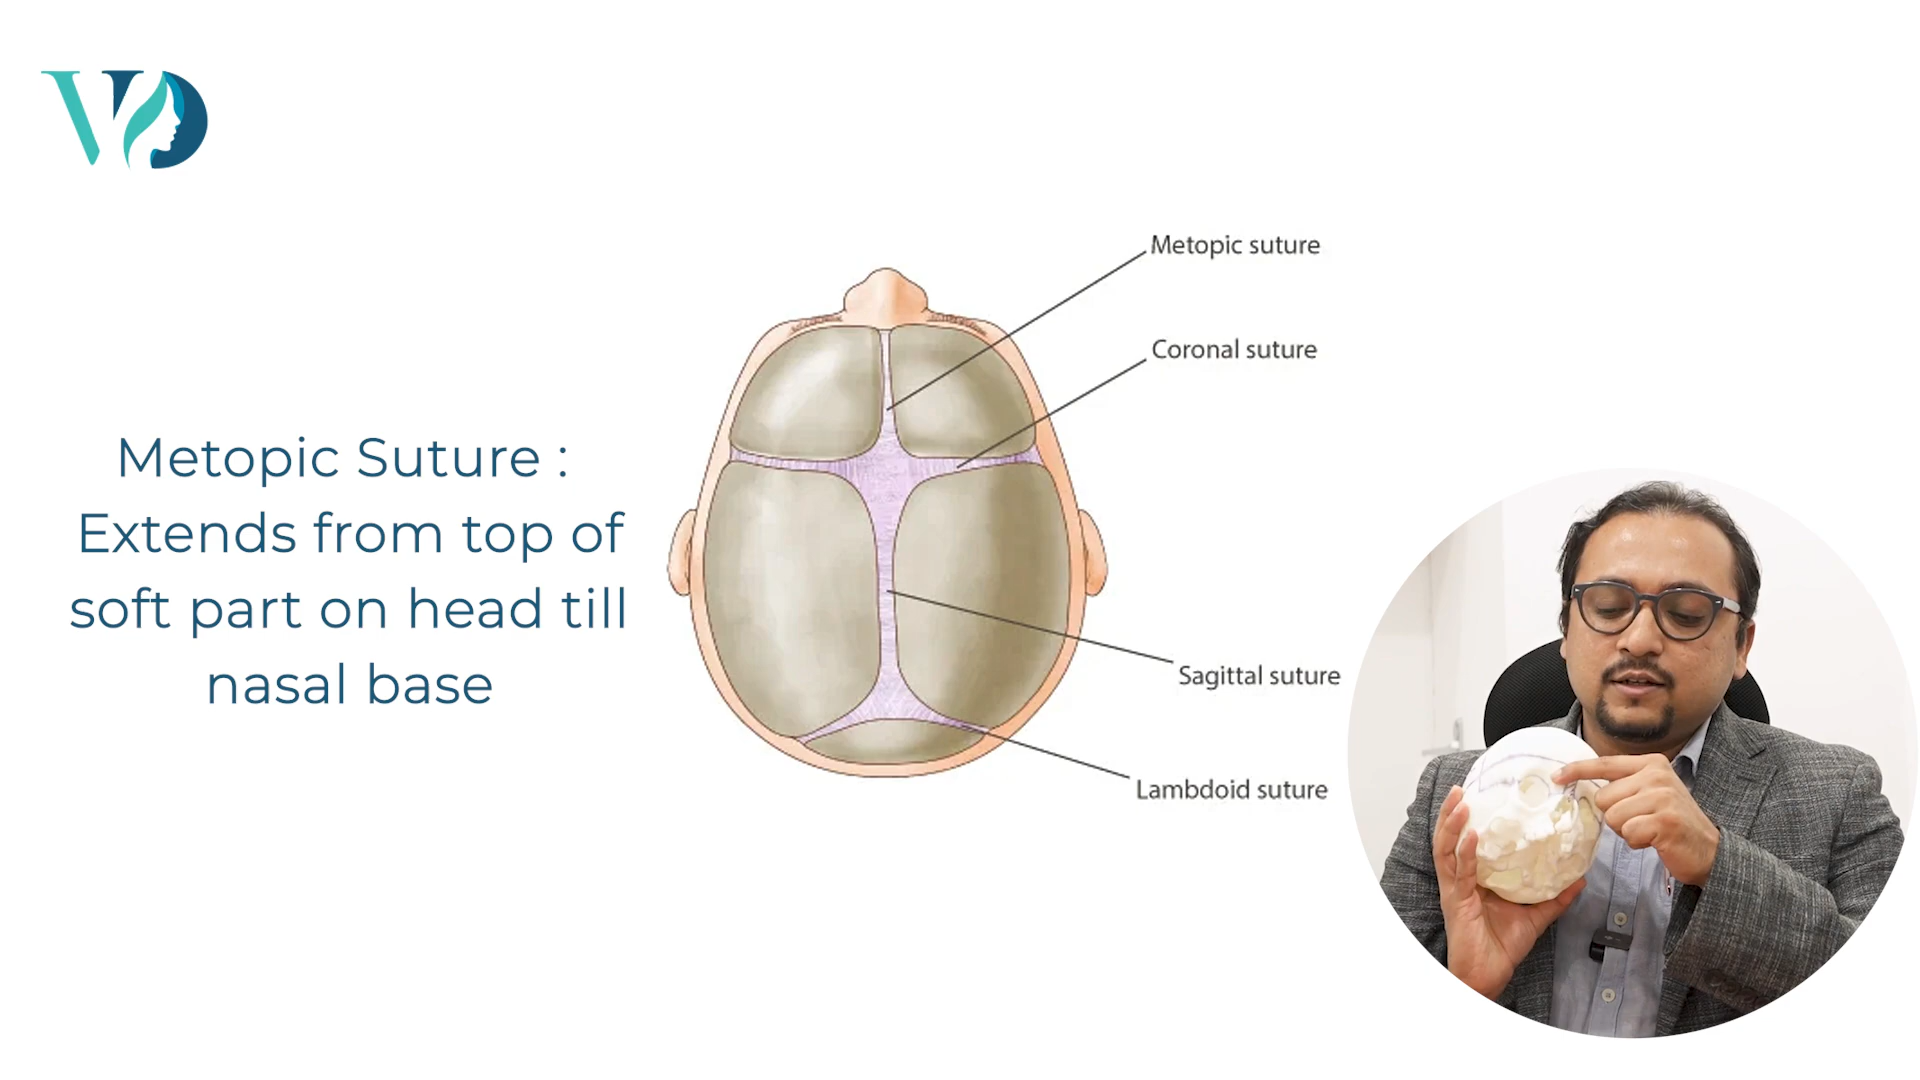 VD
Metopic suture
Coronal suture
Metopic Suture :
Extends from top of
soft part on head till
nasal base
Sagittal suture
Lambdoid suture